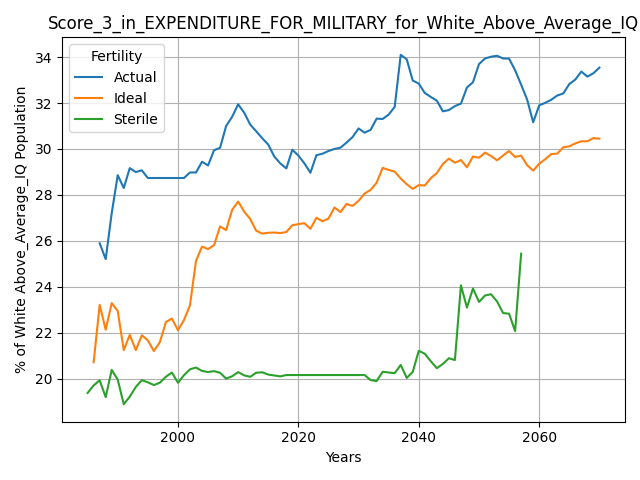 Score_3_in_EXPENDITURE_FOR_MILITARY_for_White_Above_Average_IQ
% of White Above_Average_IQ Population
34
32
30
28
26
24
22
20
Fertility
Actual
Ideal
Sterile
2000 2020 2040 2060
Years